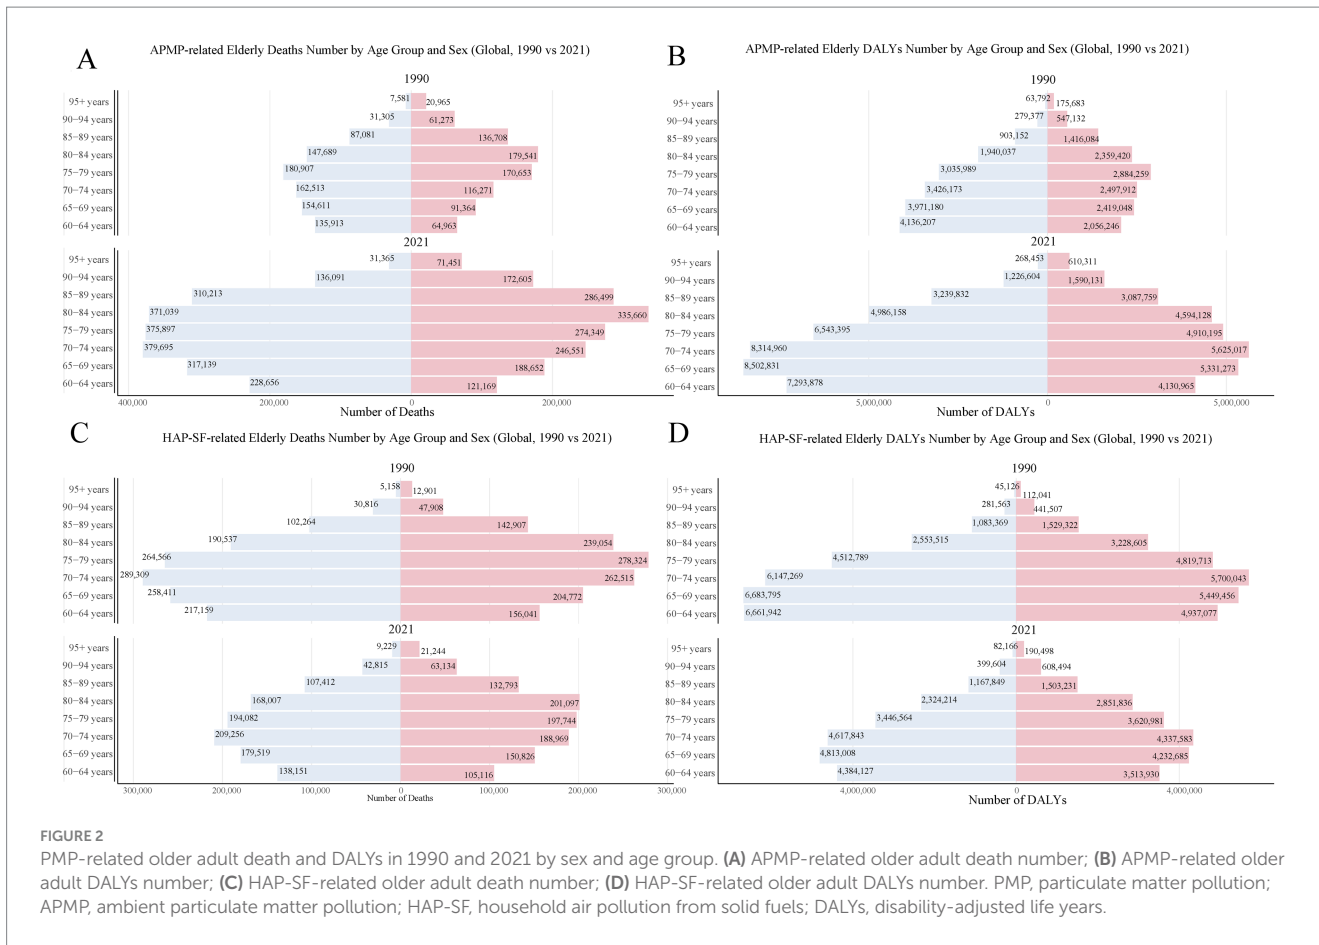 A
APMP-related Elderly Deaths Number by Age Group and Sex (Global, 1990 vs 2021)
1990
95+ years 7,581 20,965
90−94 years 31,305 61,273
85−89 years 87,081 136,708
80−84 years 147,689 179,541
75−79 years 180,907 170,653
70−74 years 162,513 116,271
65−69 years 154,611 91,364
60−64 years 135,913 64,963
2021
95+ years 31,365 71,451
90−94 years 136,091 172,605
85−89 years 310,213 286,499
80−84 years 371,039 335,660
75−79 years 375,897 274,349
70−74 years 379,695 246,551
65−69 years 317,139 188,652
60−64 years 228,656 121,169
400,000 200,000 0 200,000
Number of Deaths
B
APMP-related Elderly DALYs Number by Age Group and Sex (Global, 1990 vs 2021)
1990
95+ years 63,792 175,683
90−94 years 279,377 547,132
85−89 years 903,152 1,416,084
80−84 years 1,940,037 2,359,420
75−79 years 3,035,989 2,884,259
70−74 years 3,426,173 2,497,912
65−69 years 3,971,180 2,419,048
60−64 years 4,136,207 2,056,246
2021
95+ years 268,453 610,311
90−94 years 1,226,604 1,590,131
85−89 years 3,239,832 3,087,759
80−84 years 4,986,158 4,594,128
75−79 years 6,543,395 4,910,195
70−74 years 8,314,960 5,625,017
65−69 years 8,502,831 5,331,273
60−64 years 7,293,878 4,130,965
5,000,000 0 5,000,000
Number of DALYs
C
HAP-SF-related Elderly Deaths Number by Age Group and Sex (Global, 1990 vs 2021)
1990
95+ years 5,158 12,901
90−94 years 30,816 47,908
85−89 years 102,264 142,907
80−84 years 190,537 239,054
75−79 years 264,566 278,324
70−74 years 289,309 262,515
65−69 years 258,411 204,772
60−64 years 217,159 156,041
2021
95+ years 9,229 21,244
90−94 years 42,815 63,134
85−89 years 107,412 132,793
80−84 years 168,007 201,097
75−79 years 194,082 197,744
70−74 years 209,256 188,969
65−69 years 179,519 150,826
60−64 years 138,151 105,116
300,000 200,000 100,000 0 100,000 200,000 300,000
Number of Deaths
D
HAP-SF-related Elderly DALYs Number by Age Group and Sex (Global, 1990 vs 2021)
1990
95+ years 45,126 112,041
90−94 years 281,563 441,507
85−89 years 1,083,369 1,529,322
80−84 years 2,553,515 3,228,605
75−79 years 4,512,789 4,819,713
70−74 years 6,147,269 5,700,043
65−69 years 6,683,795 5,449,456
60−64 years 6,661,942 4,937,077
2021
95+ years 82,166 190,498
90−94 years 399,604 608,494
85−89 years 1,167,849 1,503,231
80−84 years 2,324,214 2,851,836
75−79 years 3,446,564 3,620,981
70−74 years 4,617,843 4,337,583
65−69 years 4,813,008 4,232,685
60−64 years 4,384,127 3,513,930
4,000,000 0 4,000,000
Number of DALYs
FIGURE 2
PMP-related older adult death and DALYs in 1990 and 2021 by sex and age group. (A) APMP-related older adult death number; (B) APMP-related older
adult DALYs number; (C) HAP-SF-related older adult death number; (D) HAP-SF-related older adult DALYs number. PMP, particulate matter pollution;
APMP, ambient particulate matter pollution; HAP-SF, household air pollution from solid fuels; DALYs, disability-adjusted life years.